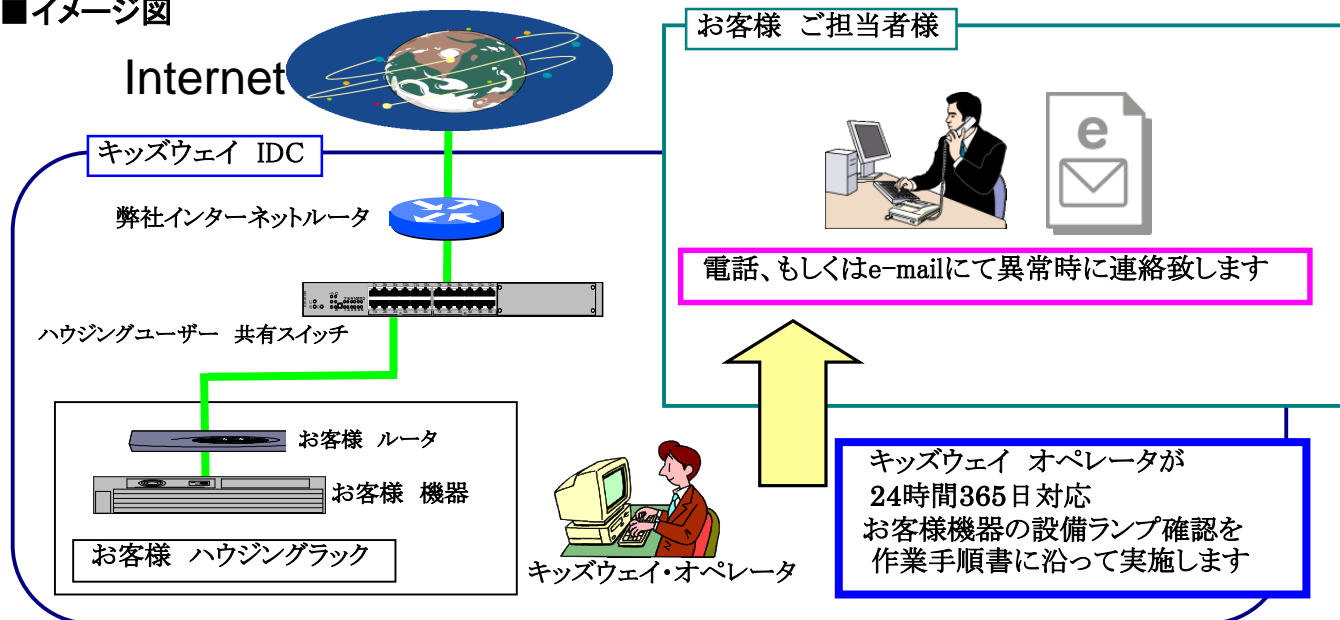 ■イメージ図
Internet
お客様 ご担当者様
キッズウェイ IDC
弊社インターネットルータ
e
電話、もしくはe-mailにて異常時に連絡致します
ハウジングユーザー 共有スイッチ
お客様 ルータ
お客様 機器
お客様 ハウジングラック
キッズウェイ・オペレータ
キッズウェイ オペレータが
24時間365日対応
お客様機器の設備ランプ確認を
作業手順書に沿って実施します